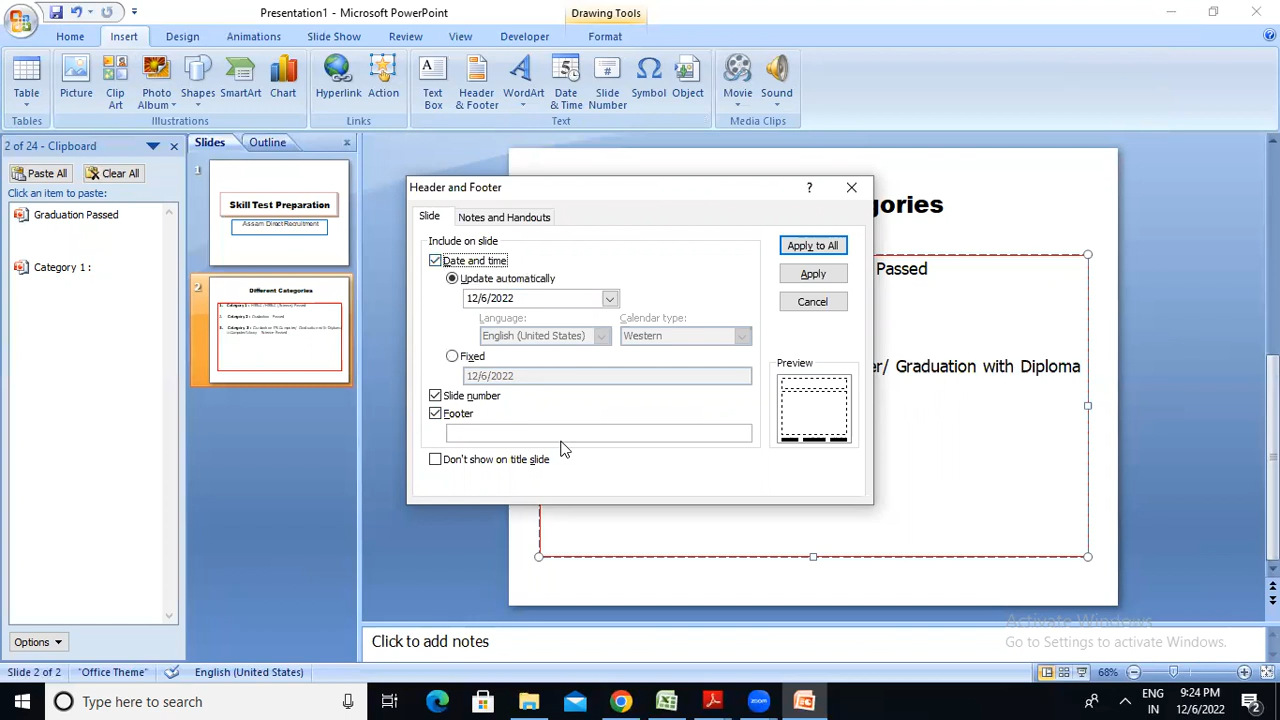 Presentation1 - Microsoft PowerPoint
Drawing Tools
Home
Insert
Design
Animations
Slide Show
Review
View
Developer
Format
Table
Picture
Clip Art
Photo Album
Shapes
SmartArt
Chart
Hyperlink
Action
Text Box
Header & Footer
WordArt
Date & Time
Slide Number
Symbol
Object
Movie
Sound
Tables
Illustrations
Links
Text
Media Clips
2 of 24 - Clipboard
Paste All
Clear All
Click an item to paste:
Graduation Passed
Category 1 :
Options
Slides
Outline
1
Skill Test Preparation
Assam Direct Recruitment
2
Different Categories
gories
Passed
er/ Graduation with Diploma
Header and Footer
?
Slide
Notes and Handouts
Include on slide
Date and time
Update automatically
12/6/2022
Language:
Calendar type:
English (United States)
Western
Fixed
12/6/2022
Slide number
Footer
Don't show on title slide
Apply to All
Apply
Cancel
Preview
Activate Windows
Go to Settings to activate Windows.
Click to add notes
Slide 2 of 2
"Office Theme"
English (United States)
68%
Type here to search
zoom
ENG
IN
9:24 PM
12/6/2022
2